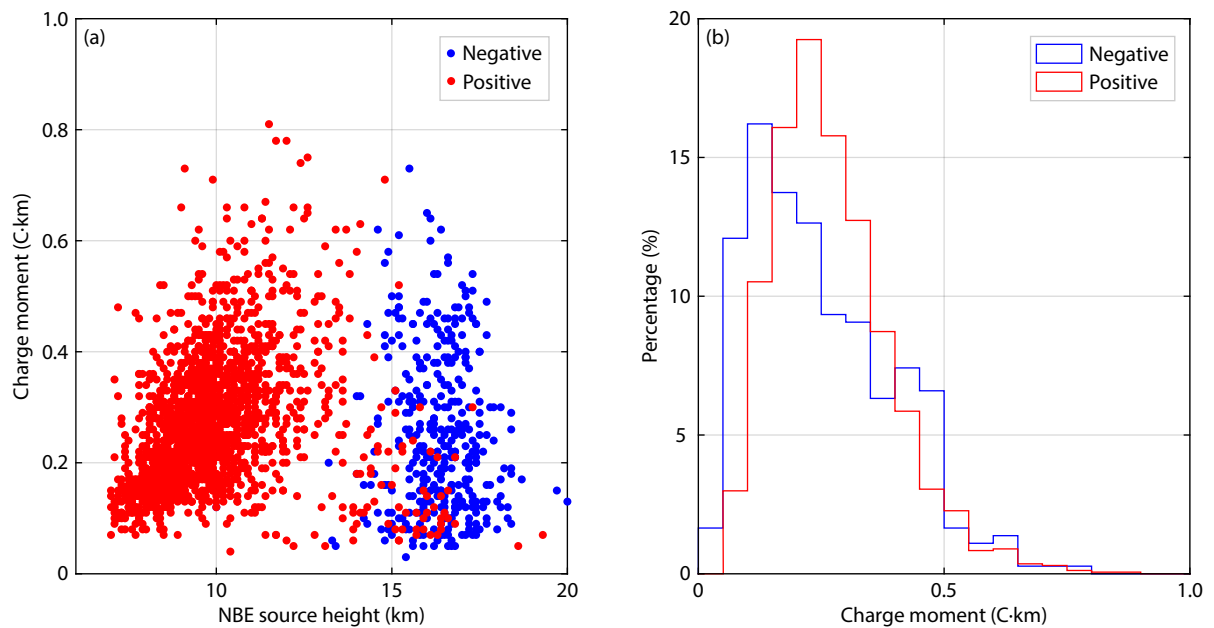 (a)
Negative
Positive
Charge moment (C·km)
1.0
0.8
0.6
0.4
0.2
0
10
15
20
NBE source height (km)
(b)
Negative
Positive
Percentage (%)
20
15
10
5
0
0
0.5
1.0
Charge moment (C·km)